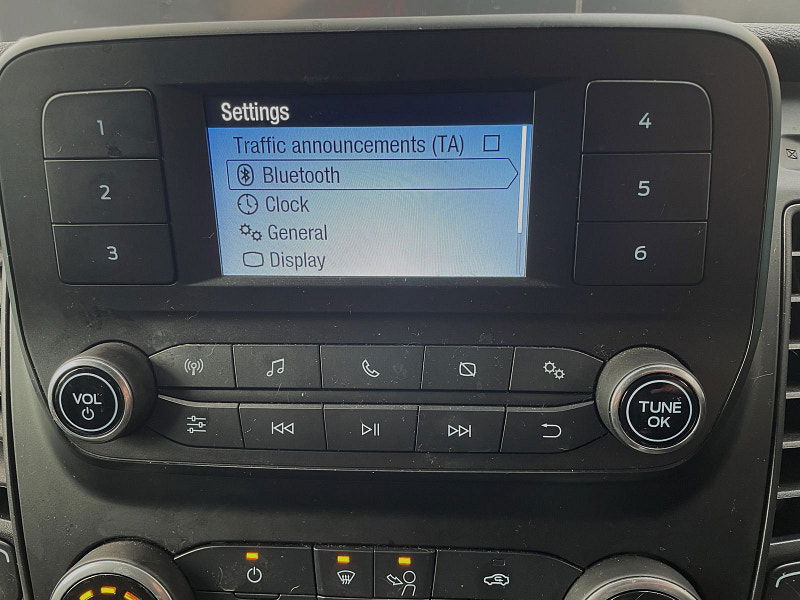 Settings
Traffic announcements (TA)
Bluetooth
Clock
General
Display
1
2
3
4
5
6
VOL
TUNE
OK